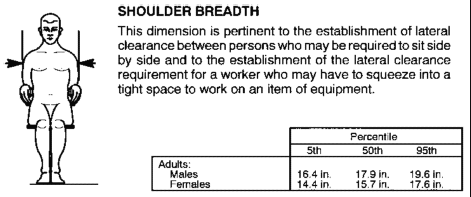 SHOULDER BREADTH
This dimension is pertinent to the establishment of lateral
clearance between persons who may be required to sit side
by side and to the establishment of the lateral clearance
requirement for a worker who may have to squeeze into a
tight space to work on an item of equipment.
Percentile
5th 50th 95th
Adults:
Males 16.4 in. 17.9 in. 19.6 in.
Females 14.4 in. 15.7 in. 17.6 in.